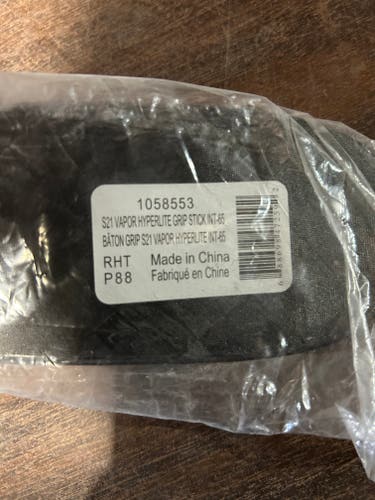 1058553
S21 VAPOR HYPERLITE GRIP STICK INT-65
BÂTON GRIP S21 VAPOR HYPERLITE INT-65
RHT Made in China
P88 Fabriqué en Chine